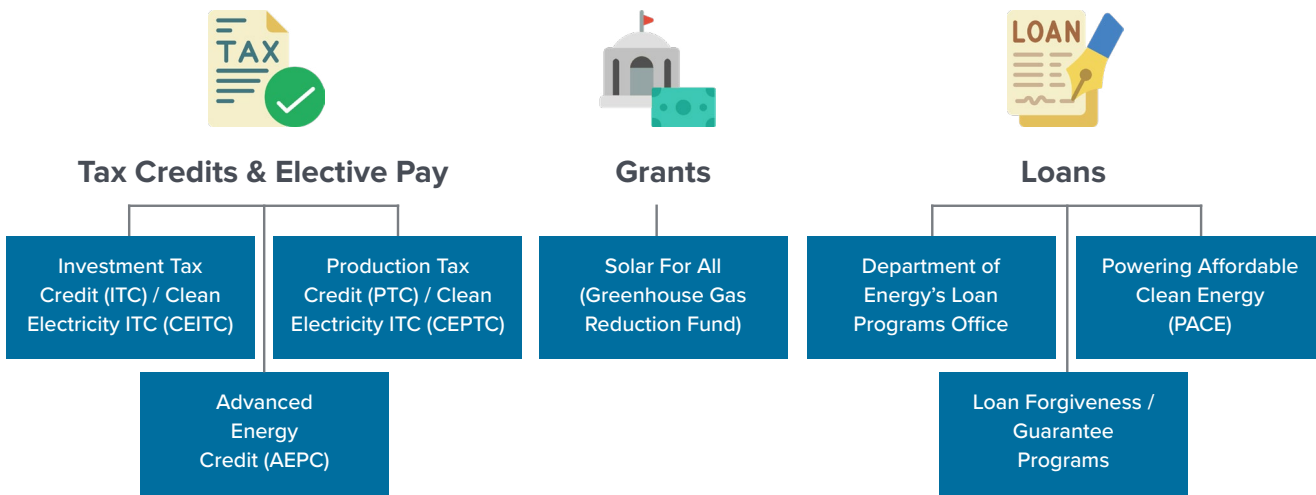 TAX
LOAN
Tax Credits & Elective Pay
Grants
Loans
Investment Tax
Credit (ITC) / Clean
Electricity ITC (CEITC)
Production Tax
Credit (PTC) / Clean
Electricity ITC (CEPTC)
Advanced
Energy
Credit (AEPC)
Solar For All
(Greenhouse Gas
Reduction Fund)
Department of
Energy’s Loan
Programs Office
Powering Affordable
Clean Energy
(PACE)
Loan Forgiveness /
Guarantee
Programs